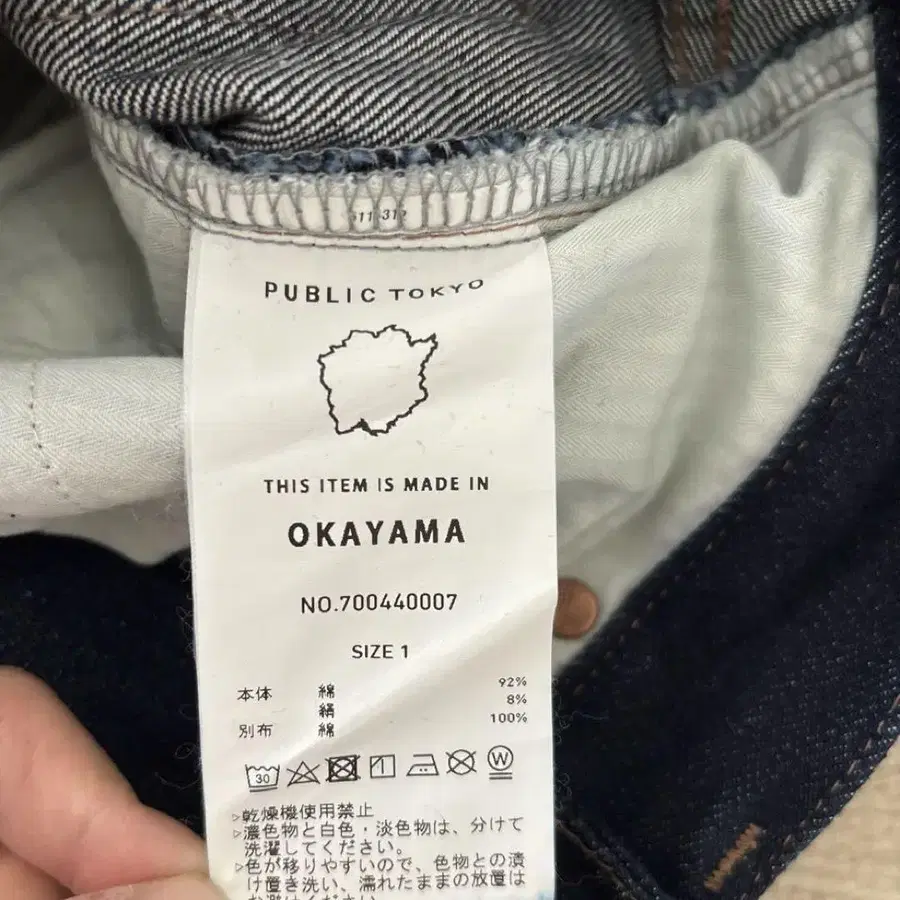 PUBLIC TOKYO
THIS ITEM IS MADE IN
OKAYAMA
NO.700440007
SIZE 1
本体 綿 92%
絹 8%
別布 綿 100%
30 W
▷乾燥機使用禁止
▷濃色物と白色・淡色物は、分けて
洗濯してください。
▷色が移りやすいので、色物との漬
け置き洗い、濡れたままの放置は